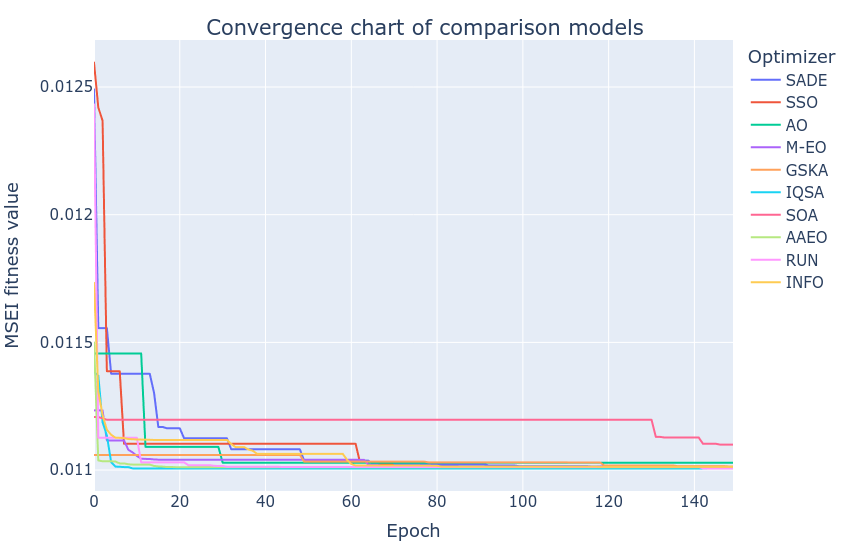 Convergence chart of comparison models
MSEI fitness value
0.0125
0.012
0.0115
0.011
0 20 40 60 80 100 120 140
Epoch
Optimizer
SADE
SSO
AO
M-EO
GSKA
IQSA
SOA
AAEO
RUN
INFO